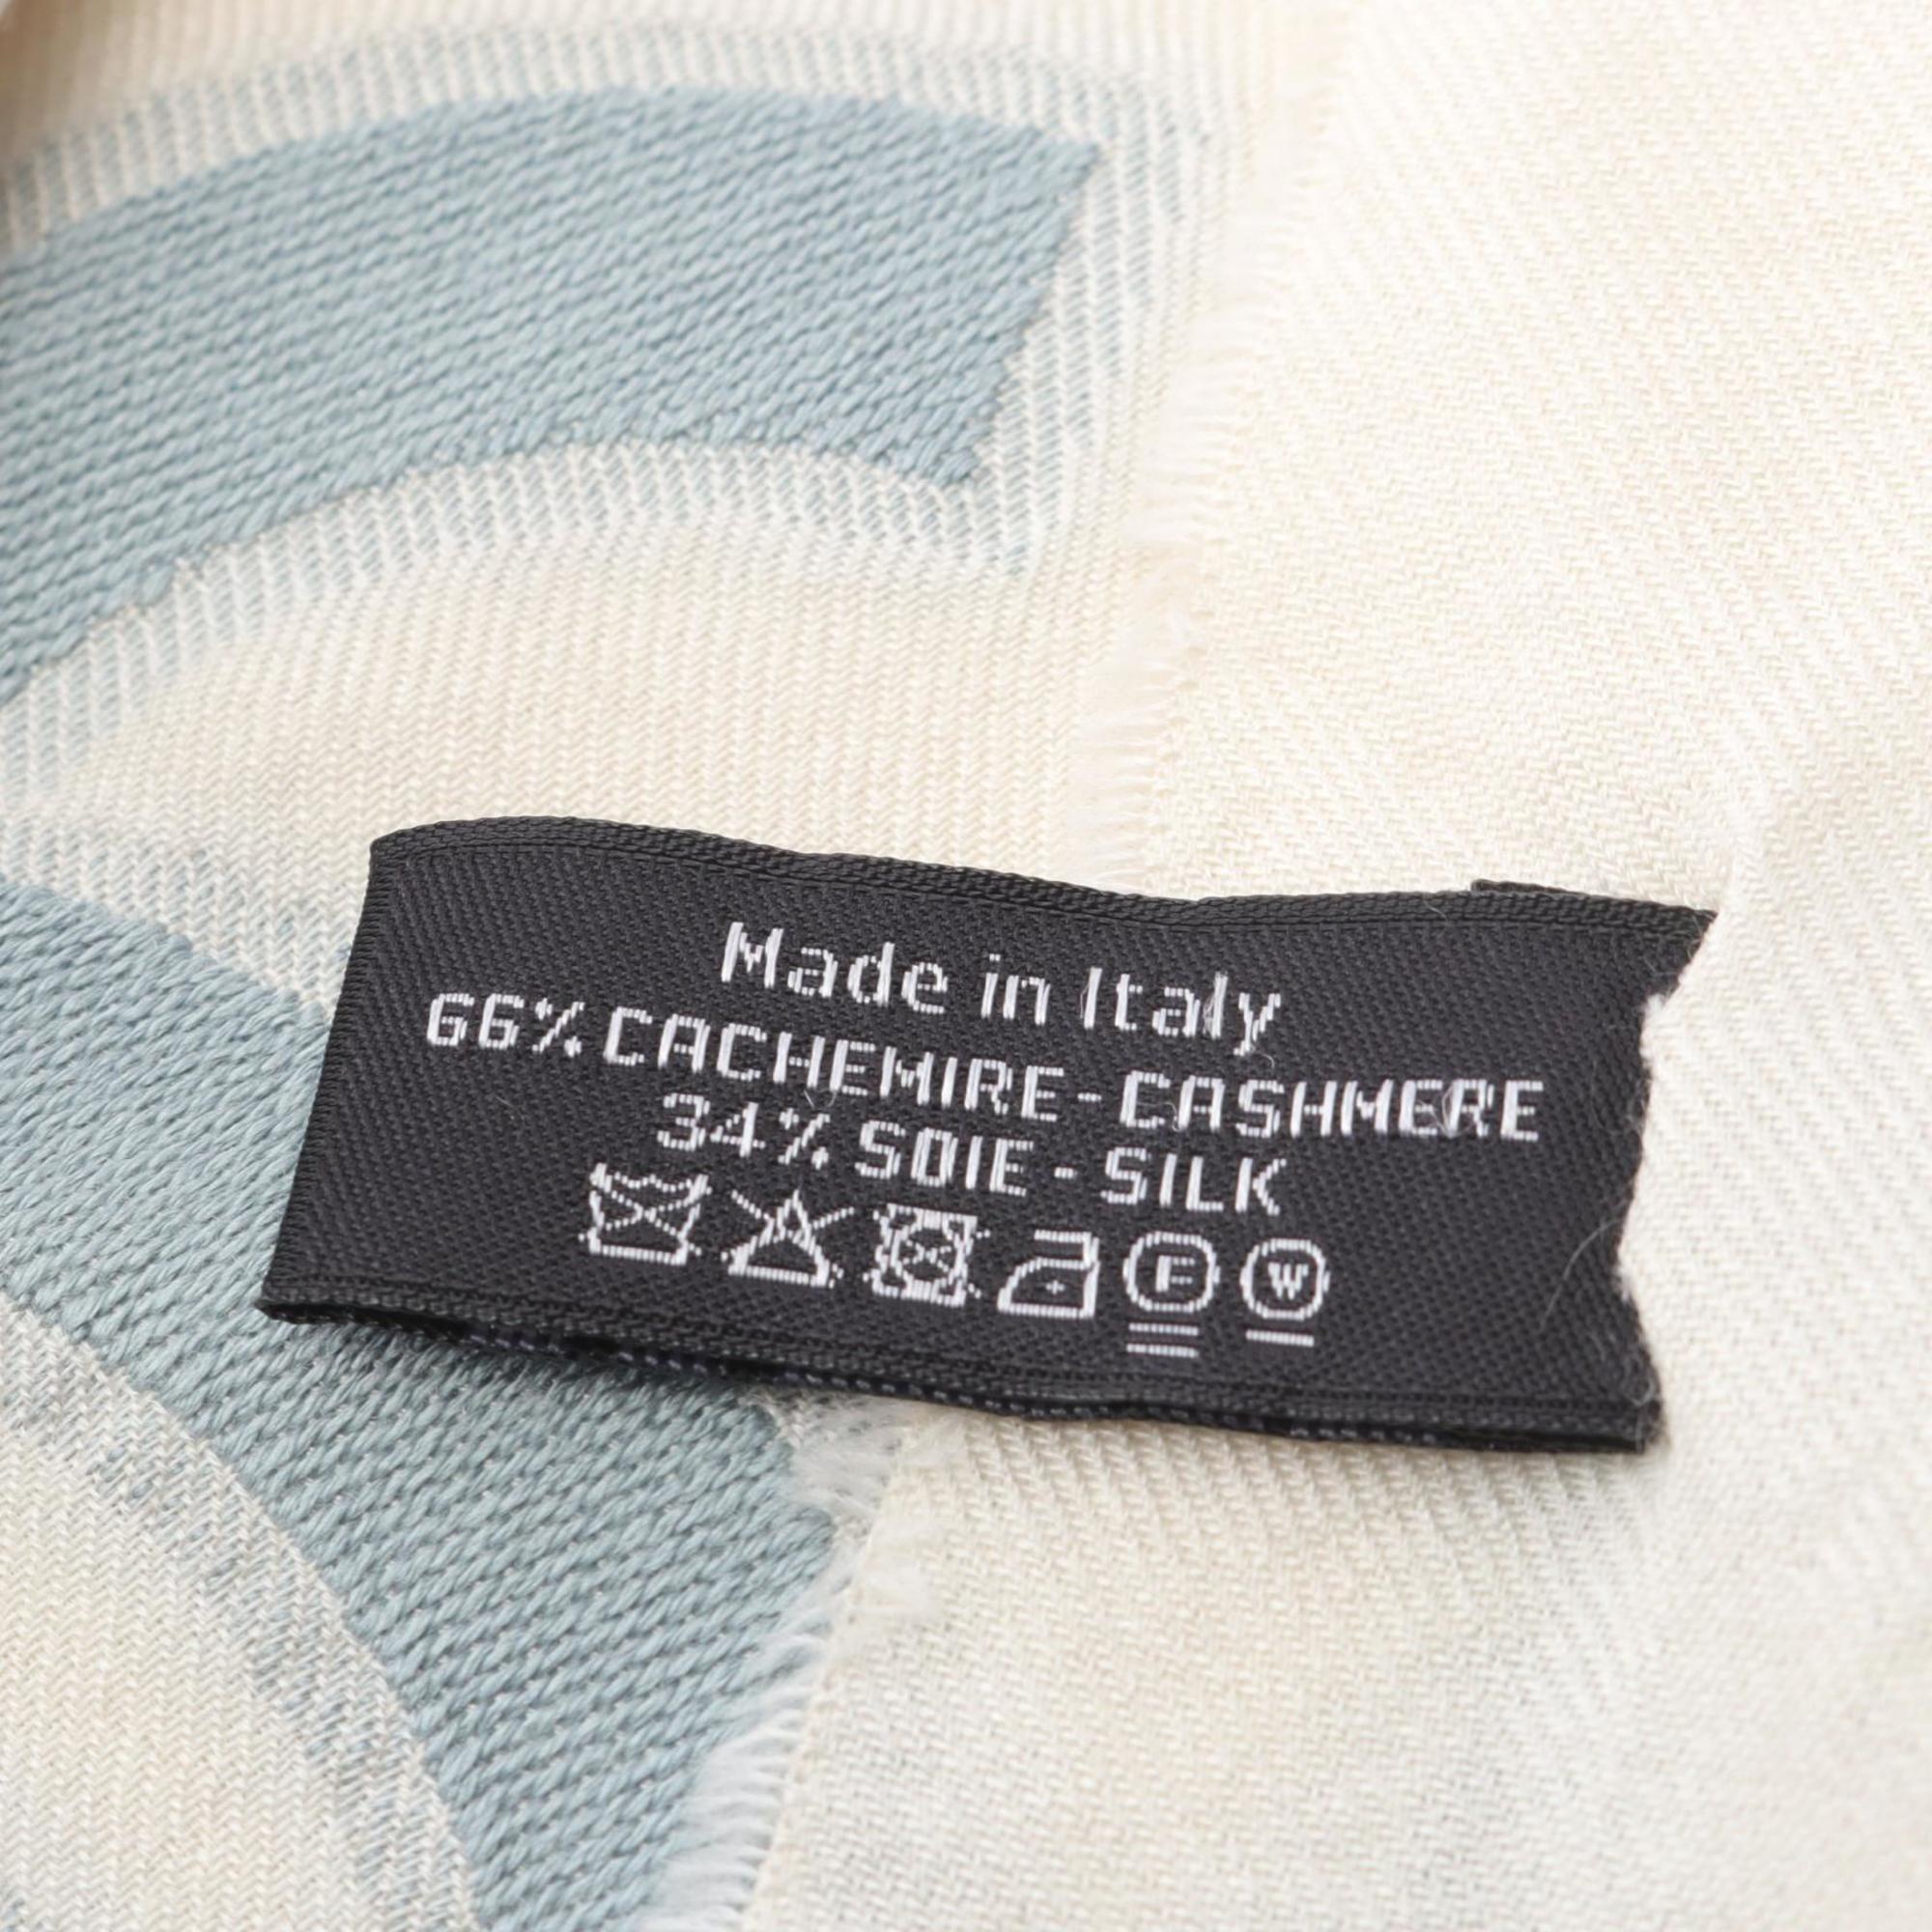 Made in Italy
66% CACHEMIRE - CASHMERE
34% SOIE - SILK
F W